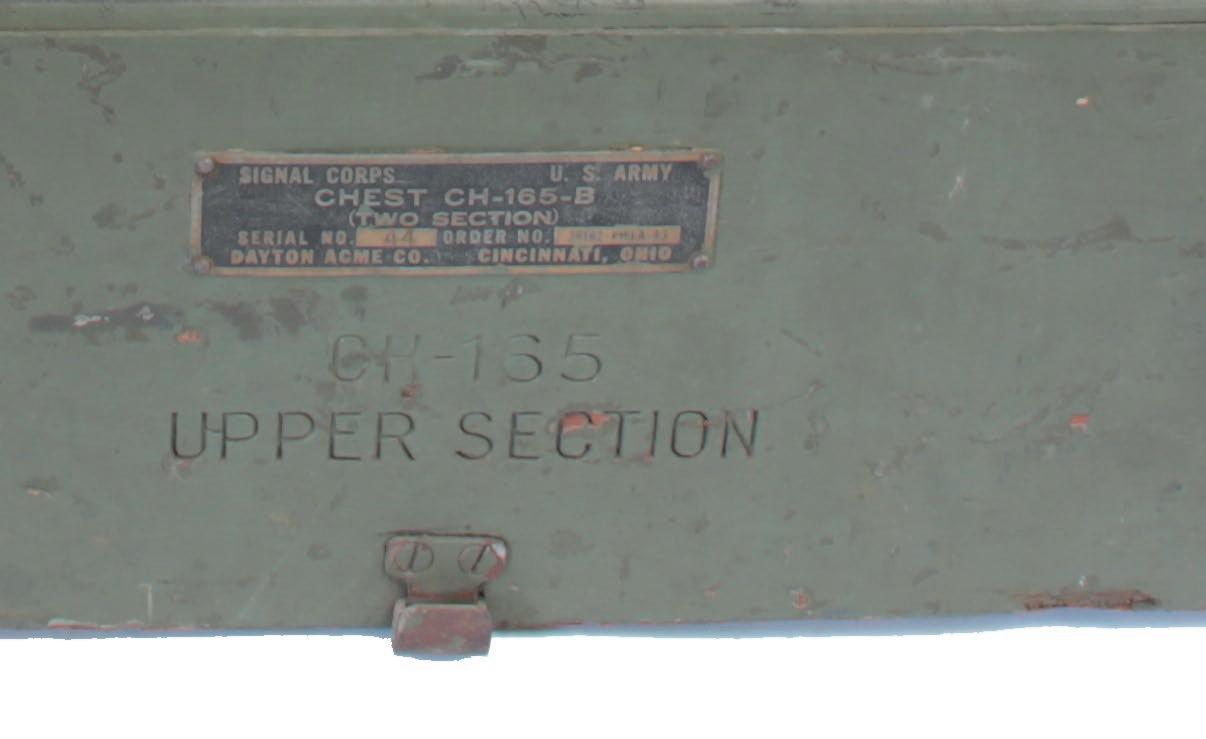 SIGNAL CORPS U. S. ARMY
CHEST CH-165-B
(TWO SECTION)
SERIAL NO. 44 ORDER NO.
DAYTON ACME CO. CINCINNATI, OHIO
CH-165
UPPER SECTION